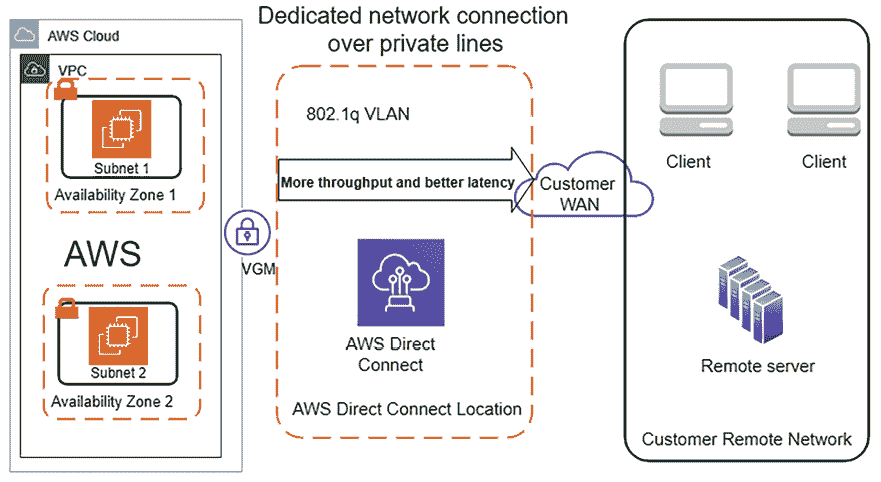 Dedicated network connection
over private lines
AWS Cloud
VPC
Subnet 1
Availability Zone 1
AWS
Subnet 2
Availability Zone 2
VGM
802.1q VLAN
More throughput and better latency
AWS Direct
Connect
AWS Direct Connect Location
Customer
WAN
Client
Client
Remote server
Customer Remote Network